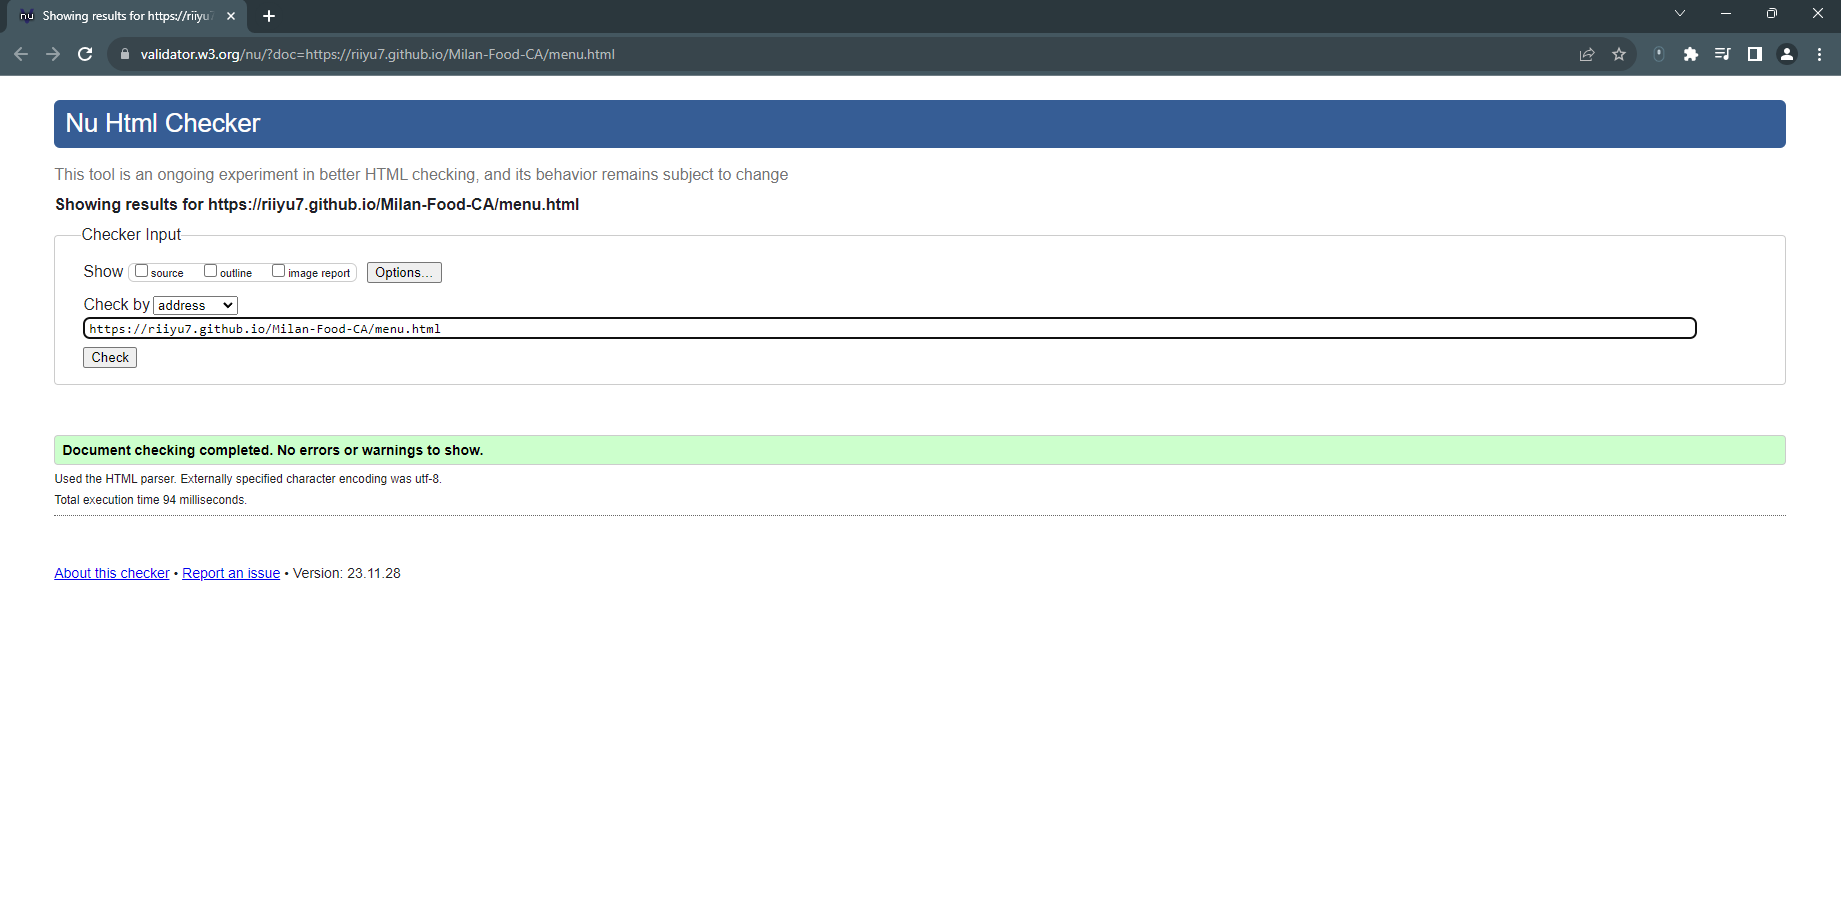 nu Showing results for https://riiyu7
validator.w3.org/nu/?doc=https://riiyu7.github.io/Milan-Food-CA/menu.html
Nu Html Checker
This tool is an ongoing experiment in better HTML checking, and its behavior remains subject to change
Showing results for https://riiyu7.github.io/Milan-Food-CA/menu.html
Checker Input
Show source outline image report Options...
Check by address
https://riiyu7.github.io/Milan-Food-CA/menu.html
Check
Document checking completed. No errors or warnings to show.
Used the HTML parser. Externally specified character encoding was utf-8.
Total execution time 94 milliseconds.
About this checker • Report an issue • Version: 23.11.28